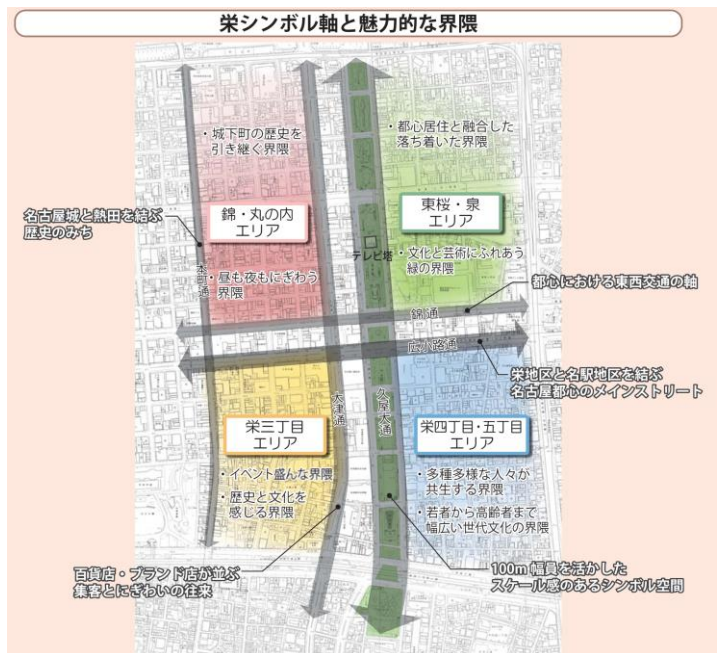 栄シンボル軸と魅力的な界隈
・城下町の歴史を
引き継ぐ界隈
・都心居住と融合した
落ち着いた界隈
錦・丸の内
エリア
東桜・泉
エリア
名古屋城と熱田を結ぶ
歴史のみち
本町通
テレビ塔
・文化と芸術にふれあう
緑の界隈
・昼も夜もにぎわう
界隈
都心における東西交通の軸
錦通
広小路通
栄地区と名駅地区を結ぶ
名古屋都心のメインストリート
大津通
久屋大通
栄三丁目
エリア
栄四丁目・五丁目
エリア
・イベント盛んな界隈
・歴史と文化を
感じる界隈
・多種多様な人々が
共生する界隈
・若者から高齢者まで
幅広い世代文化の界隈
百貨店・ブランド店が並ぶ
集客とにぎわいの往来
100m 幅員を活かした
スケール感のあるシンボル空間